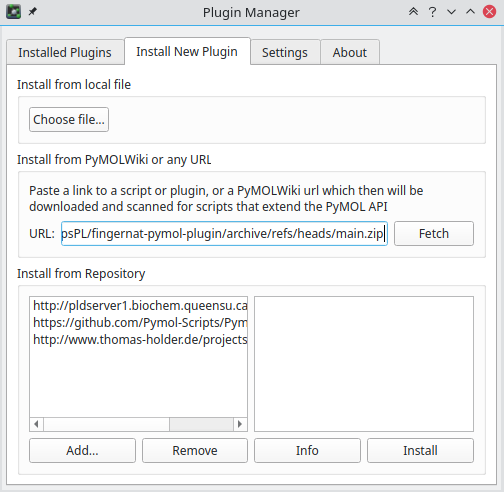 Plugin Manager
Installed Plugins Install New Plugin Settings About
Install from local file
Choose file...
Install from PyMOLWiki or any URL
Paste a link to a script or plugin, or a PyMOLWiki url which then will be
downloaded and scanned for scripts that extend the PyMOL API
URL: psPL/fingernat-pymol-plugin/archive/refs/heads/main.zip Fetch
Install from Repository
http://pldserver1.biochem.queensu.ca
https://github.com/Pymol-Scripts/Pym
http://www.thomas-holder.de/projects
Add... Remove Info Install